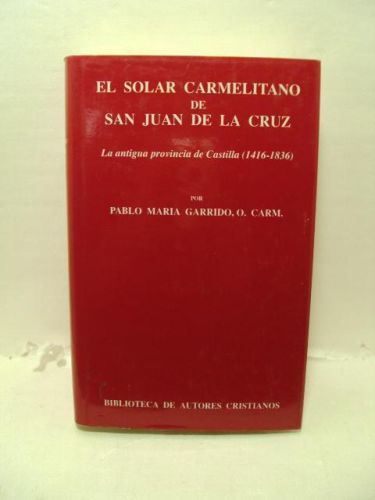 EL SOLAR CARMELITANO
DE
SAN JUAN DE LA CRUZ
La antigua provincia de Castilla (1416-1836)
POR
PABLO MARIA GARRIDO, O. CARM.
BIBLIOTECA DE AUTORES CRISTIANOS